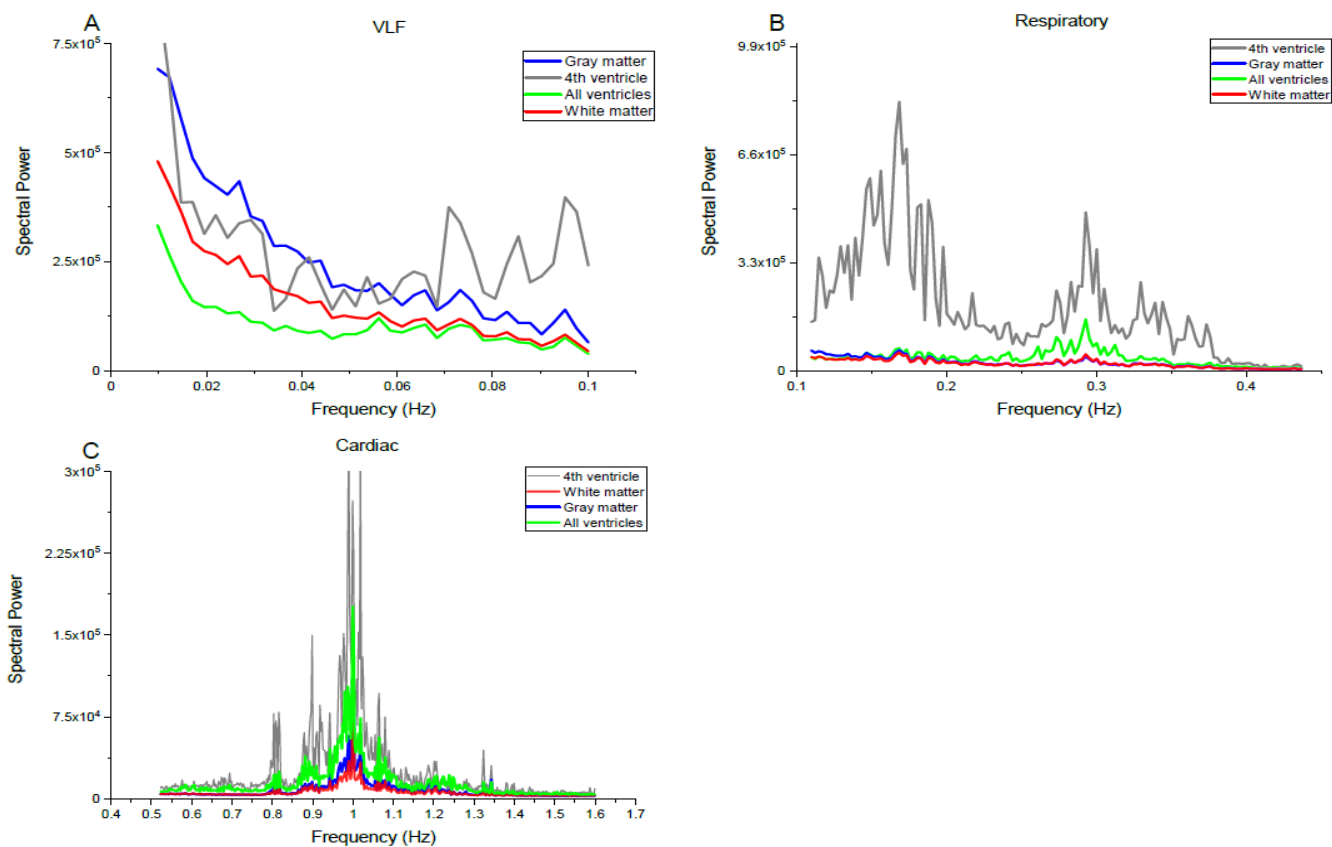 A
VLF
7.5x10⁵
5x10⁵
2.5x10⁵
0
Spectral Power
0
0.02
0.04
0.06
0.08
0.1
Frequency (Hz)
Gray matter
4th ventricle
All ventricles
White matter
B
Respiratory
9.9x10⁵
6.6x10⁵
3.3x10⁵
0
Spectral Power
0.1
0.2
0.3
0.4
Frequency (Hz)
4th ventricle
Gray matter
All ventricles
White matter
C
Cardiac
3x10⁵
2.25x10⁵
1.5x10⁵
7.5x10⁴
0
Spectral Power
0.4
0.5
0.6
0.7
0.8
0.9
1
1.1
1.2
1.3
1.4
1.5
1.6
1.7
Frequency (Hz)
4th ventricle
White matter
Gray matter
All ventricles